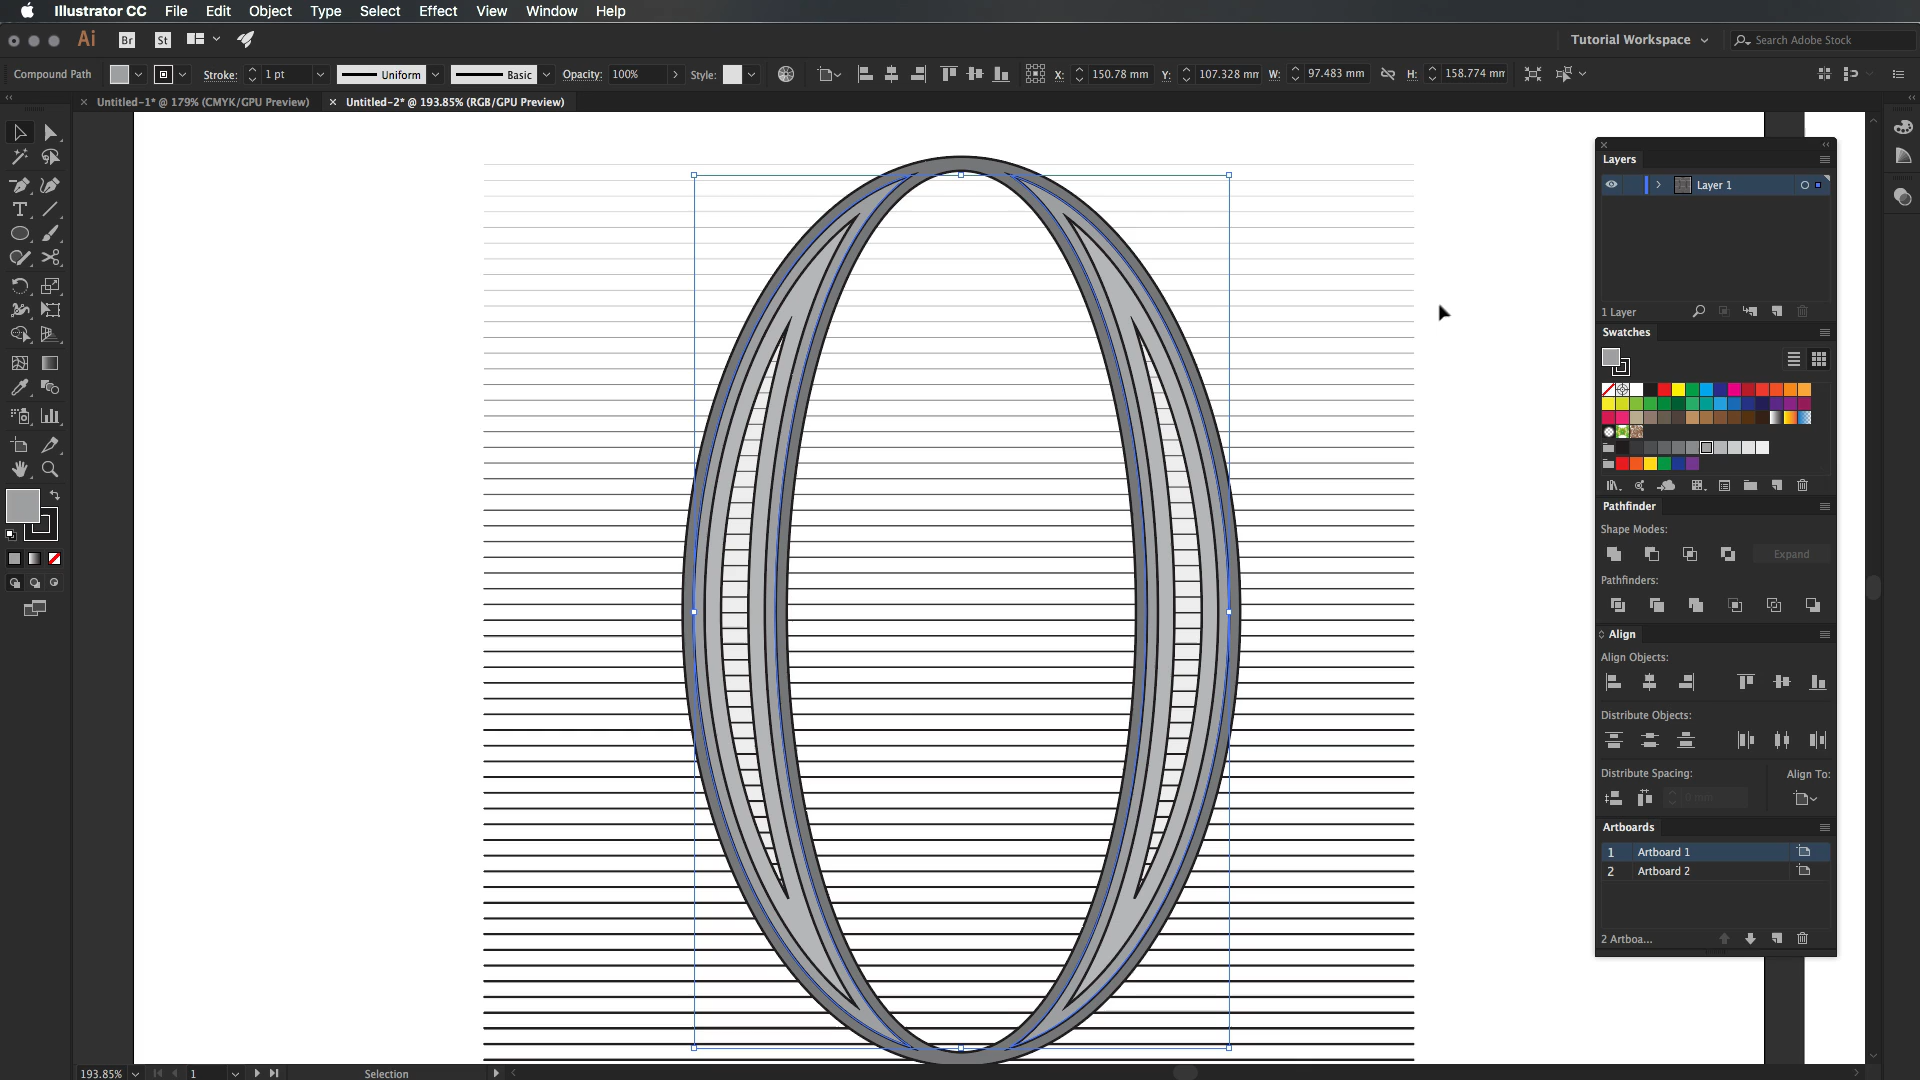 Illustrator CC File Edit Object Type Select Effect View Window Help
Ai Br St Tutorial Workspace Search Adobe Stock
Compound Path Stroke: 1 pt Uniform Basic Opacity: 100% Style: X: 150.78 mm Y: 107.328 mm W: 97.483 mm H: 158.774 mm
Untitled-1* @ 179% (CMYK/GPU Preview) Untitled-2* @ 193.85% (RGB/GPU Preview)
Layers
Layer 1
1 Layer
Swatches
Pathfinder
Shape Modes:
Expand
Pathfinders:
Align
Align Objects:
Distribute Objects:
Distribute Spacing: Align To:
0 mm
Artboards
1 Artboard 1
2 Artboard 2
2 Artboa...
193.85% 1 Selection